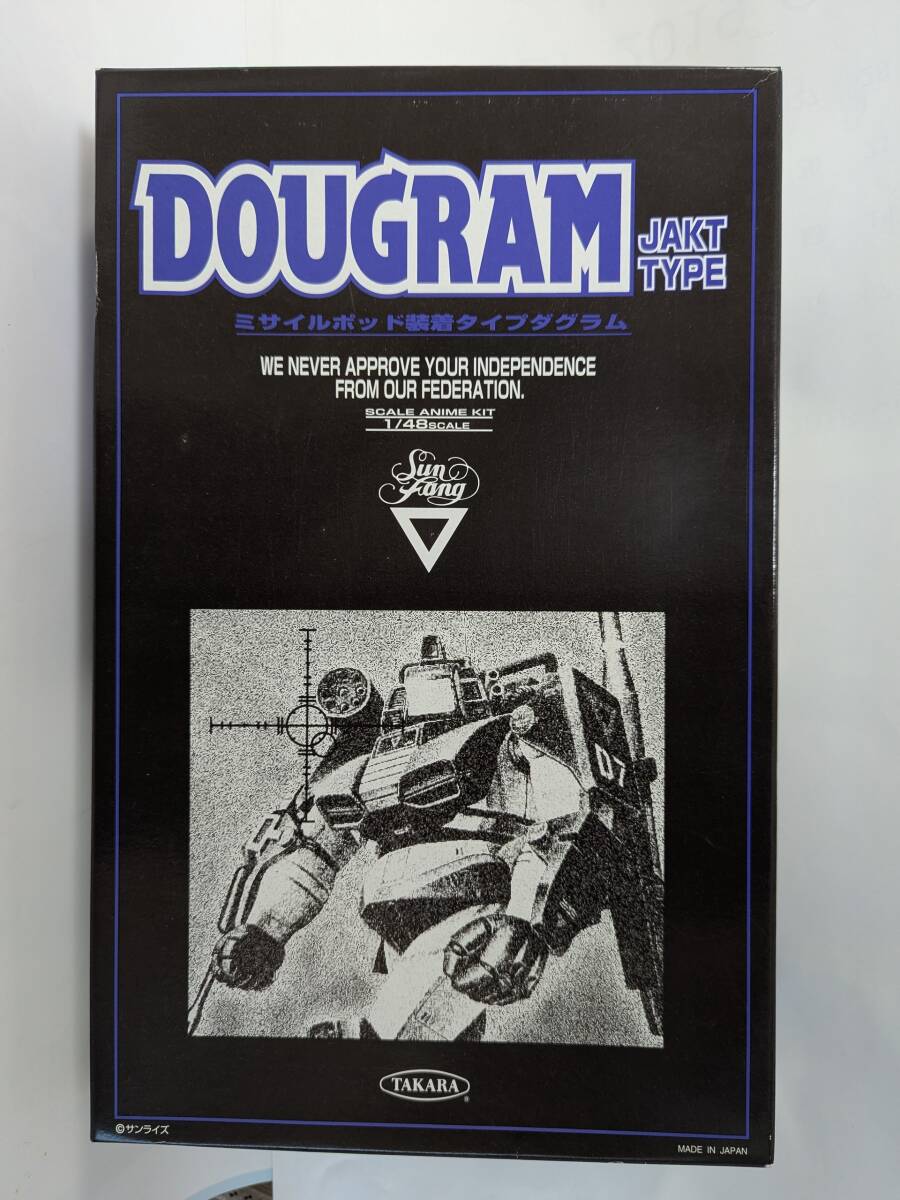 DOUGRAM
JAKT
TYPE
ミサイルポッド装着タイプダグラム
WE NEVER APPROVE YOUR INDEPENDENCE
FROM OUR FEDERATION.
SCALE ANIME KIT
1/48SCALE
Sun
Fang
TAKARA
©サンライズ
MADE IN JAPAN